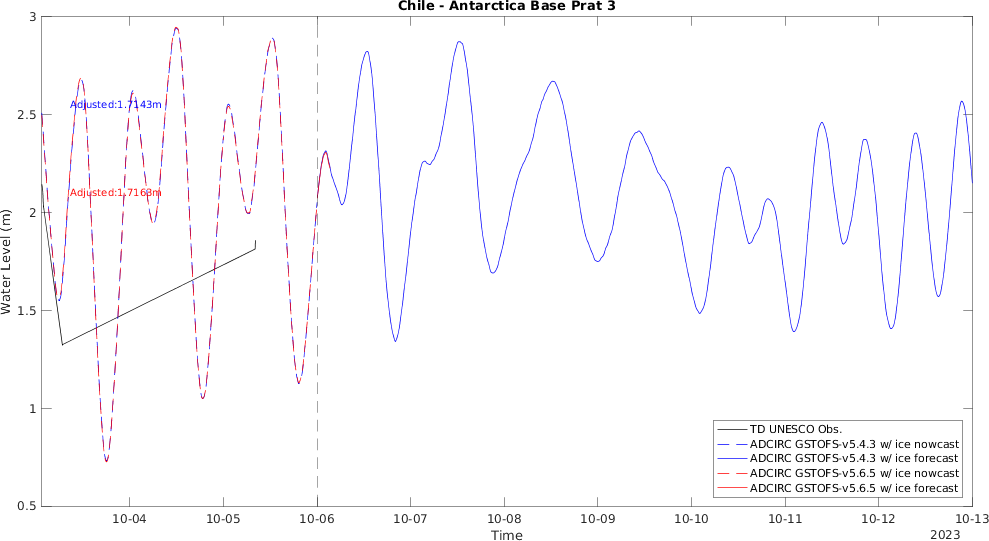 Chile - Antarctica Base Prat 3
3
2.5
2
1.5
1
0.5
Water Level (m)
Adjusted:1.7143m
Adjusted:1.7163m
TD UNESCO Obs.
ADCIRC GSTOFS-v5.4.3 w/ ice nowcast
ADCIRC GSTOFS-v5.4.3 w/ ice forecast
ADCIRC GSTOFS-v5.6.5 w/ ice nowcast
ADCIRC GSTOFS-v5.6.5 w/ ice forecast
10-04 10-05 10-06 10-07 10-08 10-09 10-10 10-11 10-12 10-13
Time
2023